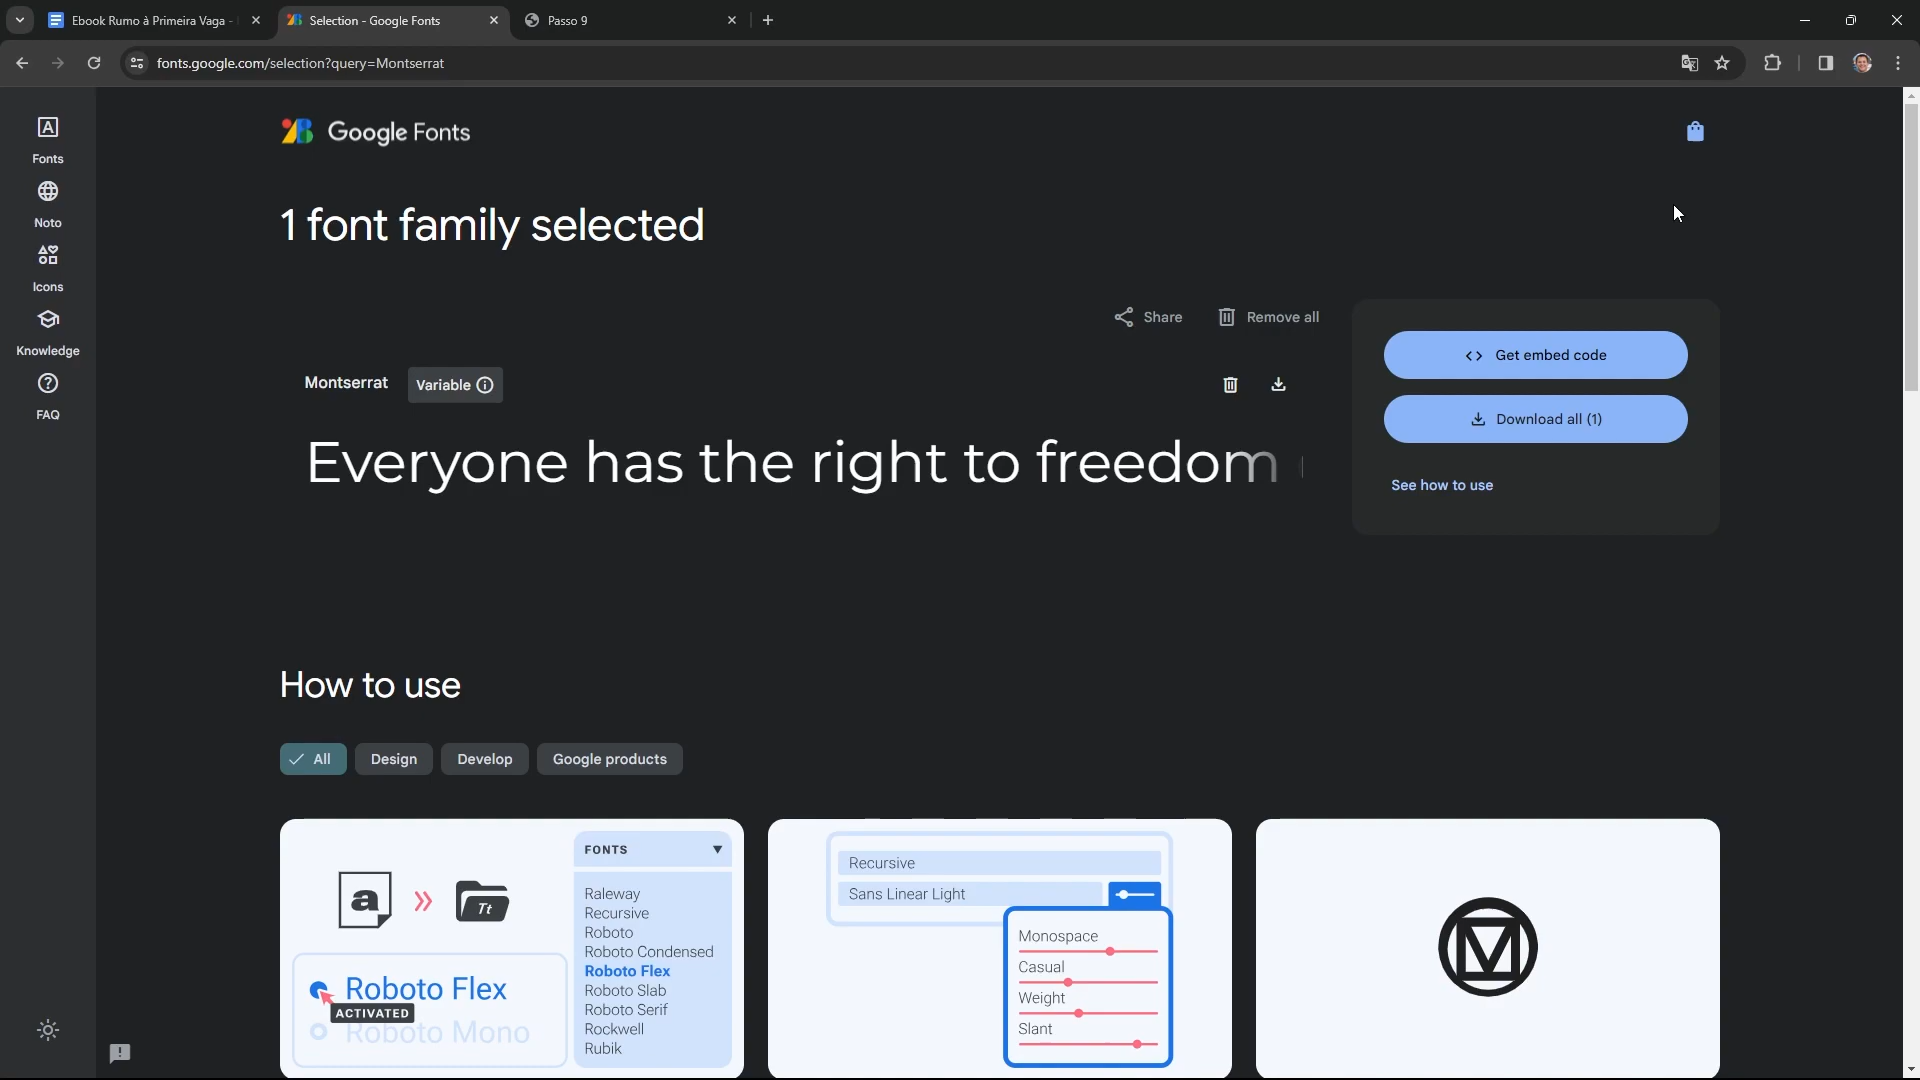 Ebook Rumo à Primeira Vaga -
Selection - Google Fonts
Passo 9
fonts.google.com/selection?query=Montserrat
Fonts
Noto
Icons
Knowledge
FAQ
Google Fonts
1 font family selected
Share
Remove all
Montserrat
Variable
Everyone has the right to freedom
Get embed code
Download all (1)
See how to use
How to use
All
Design
Develop
Google products
a
Tt
Roboto Flex
ACTIVATED
Roboto Mono
FONTS
Raleway
Recursive
Roboto
Roboto Condensed
Roboto Flex
Roboto Slab
Roboto Serif
Rockwell
Rubik
Recursive
Sans Linear Light
Monospace
Casual
Weight
Slant